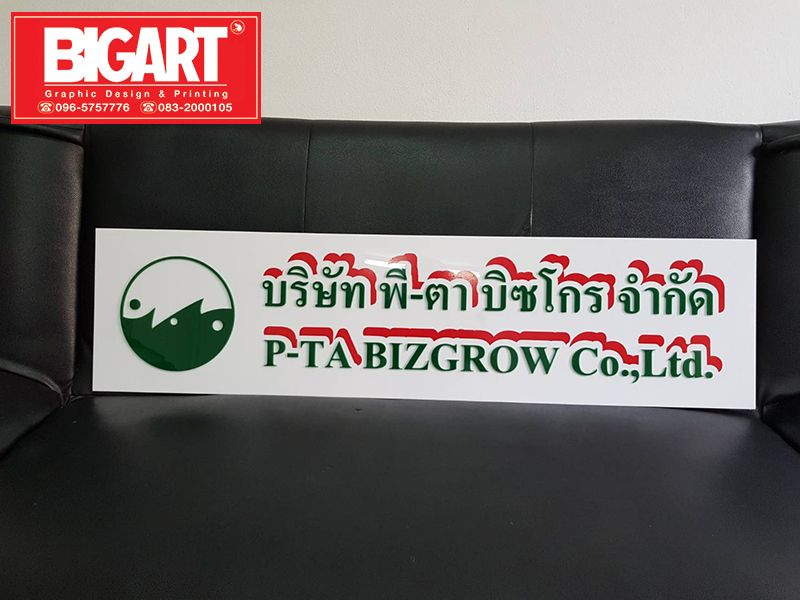 BIGART
Graphic Design & Printing
☎096-5757776 ☎083-2000105
บริษัท พี-ตา บิซโกร จำกัด
P-TA BIZGROW Co.,Ltd.